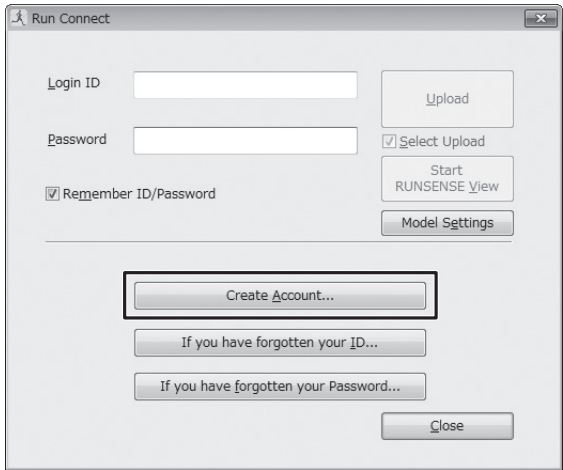 Run Connect
Login ID
Upload
Password
Select Upload
Start
RUNSENSE View
Remember ID/Password
Model Settings
Create Account...
If you have forgotten your ID...
If you have forgotten your Password...
Close